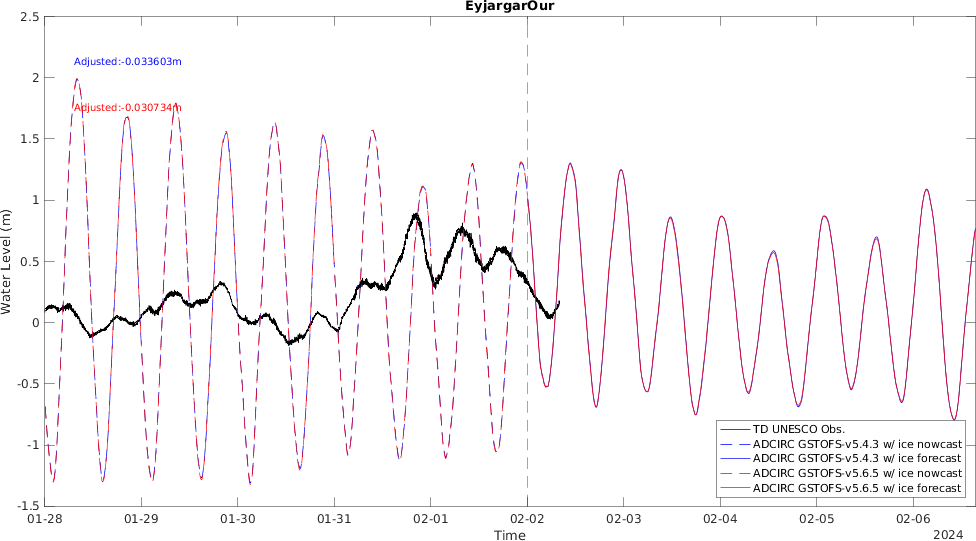 EyjargarOur
2.5
2
1.5
1
0.5
0
-0.5
-1
-1.5
Water Level (m)
Adjusted:-0.033603m
Adjusted:-0.030734m
TD UNESCO Obs.
ADCIRC GSTOFS-v5.4.3 w/ ice nowcast
ADCIRC GSTOFS-v5.4.3 w/ ice forecast
ADCIRC GSTOFS-v5.6.5 w/ ice nowcast
ADCIRC GSTOFS-v5.6.5 w/ ice forecast
01-28 01-29 01-30 01-31 02-01 02-02 02-03 02-04 02-05 02-06
Time
2024